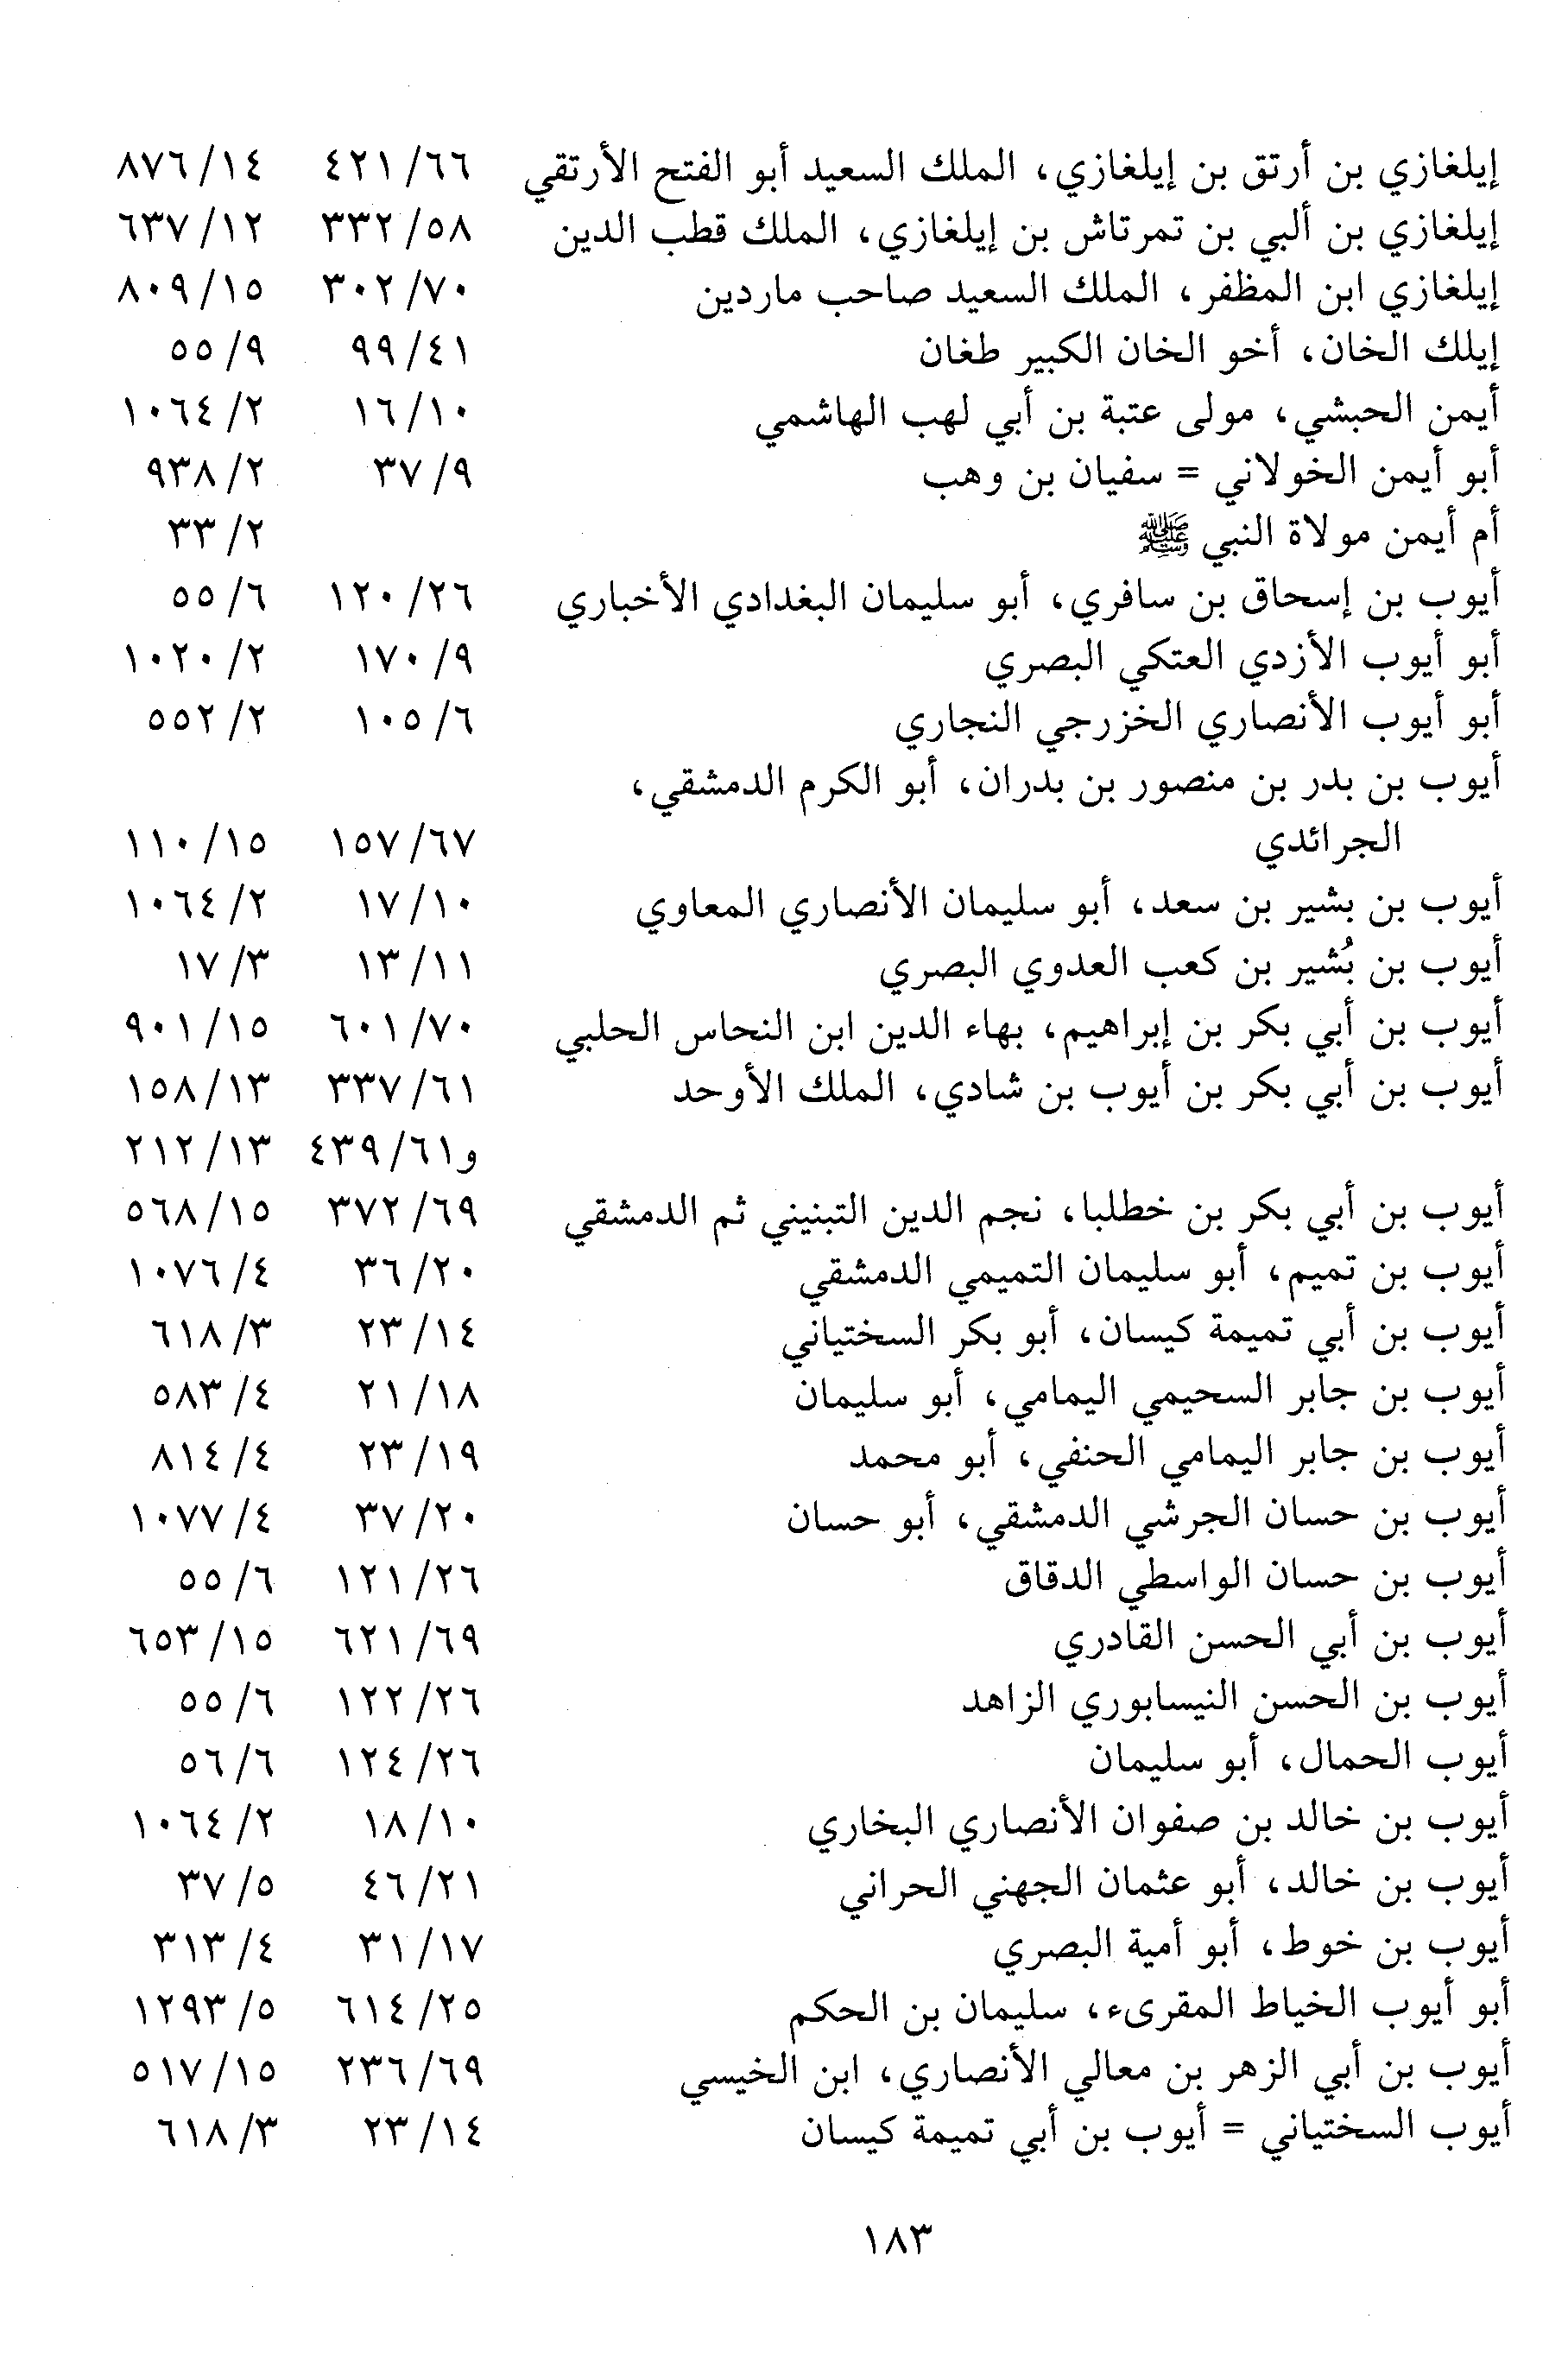 إيلغازي بن أرتق بن إيلغازي، الملك السعيد أبو الفتح الأرتقي ٦٦/ ٤٢١ ١٤/ ٨٧٦
إيلغازي بن ألبي بن تمرتاش بن إيلغازي، الملك قطب الدين ٥٨/ ٣٣٢ ١٢/ ٦٣٧
إيلغازي ابن المظفر، الملك السعيد صاحب ماردين ٧٠/ ٣٠٢ ١٥/ ٨٠٩
إيلك الخان، أخو الخان الكبير طغان ٤١/ ٩٩ ٩/ ٥٥
أيمن الحبشي، مولى عتبة بن أبي لهب الهاشمي ١٠/ ١٦ ٢/ ١٠٦٤
أبو أيمن الخولاني = سفيان بن وهب ٩/ ٣٧ ٢/ ٩٣٨
أم أيمن مولاة النبي ﷺ ٢/ ٣٣
أيوب بن إسحاق بن سافري، أبو سليمان البغدادي الأخباري ٢٦/ ١٢٠ ٦/ ٥٥
أبو أيوب الأزدي العتكي البصري ٩/ ١٧٠ ٢/ ١٠٢٠
أبو أيوب الأنصاري الخزرجي النجاري ٦/ ١٠٥ ٢/ ٥٥٢
أيوب بن بدر بن منصور بن بدران، أبو الكرم الدمشقي،
الجرائدي ٦٧/ ١٥٧ ١٥/ ١١٠
أيوب بن بشير بن سعد، أبو سليمان الأنصاري المعاوي ١٠/ ١٧ ٢/ ١٠٦٤
أيوب بن بُشير بن كعب العدوي البصري ١١/ ١٣ ٣/ ١٧
أيوب بن أبي بكر بن إبراهيم، بهاء الدين ابن النحاس الحلبي ٧٠/ ٦٠١ ١٥/ ٩٠١
أيوب بن أبي بكر بن أيوب بن شادي، الملك الأوحد ٦١/ ٣٣٧ ١٣/ ١٥٨
و٦١/ ٤٣٩ ١٣/ ٢١٢
أيوب بن أبي بكر بن خطلبا، نجم الدين التبنيني ثم الدمشقي ٦٩/ ٣٧٢ ١٥/ ٥٦٨
أيوب بن تميم، أبو سليمان التميمي الدمشقي ٢٠/ ٣٦ ٤/ ١٠٧٦
أيوب بن أبي تميمة كيسان، أبو بكر السختياني ١٤/ ٢٣ ٣/ ٦١٨
أيوب بن جابر السحيمي اليمامي، أبو سليمان ١٨/ ٢١ ٤/ ٥٨٣
أيوب بن جابر اليمامي الحنفي، أبو محمد ١٩/ ٢٣ ٤/ ٨١٤
أيوب بن حسان الجرشي الدمشقي، أبو حسان ٢٠/ ٣٧ ٤/ ١٠٧٧
أيوب بن حسان الواسطي الدقاق ٢٦/ ١٢١ ٦/ ٥٥
أيوب بن أبي الحسن القادري ٦٩/ ٦٢١ ١٥/ ٦٥٣
أيوب بن الحسن النيسابوري الزاهد ٢٦/ ١٢٢ ٦/ ٥٥
أيوب الحمال، أبو سليمان ٢٦/ ١٢٤ ٦/ ٥٦
أيوب بن خالد بن صفوان الأنصاري البخاري ١٠/ ١٨ ٢/ ١٠٦٤
أيوب بن خالد، أبو عثمان الجهني الحراني ٢١/ ٤٦ ٥/ ٣٧
أيوب بن خوط، أبو أمية البصري ١٧/ ٣١ ٤/ ٣١٣
أبو أيوب الخياط المقرىء، سليمان بن الحكم ٢٥/ ٦١٤ ٥/ ١٢٩٣
أيوب بن أبي الزهر بن معالي الأنصاري، ابن الخيسي ٦٩/ ٢٣٦ ١٥/ ٥١٧
أيوب السختياني = أيوب بن أبي تميمة كيسان ١٤/ ٢٣ ٣/ ٦١٨
١٨٣